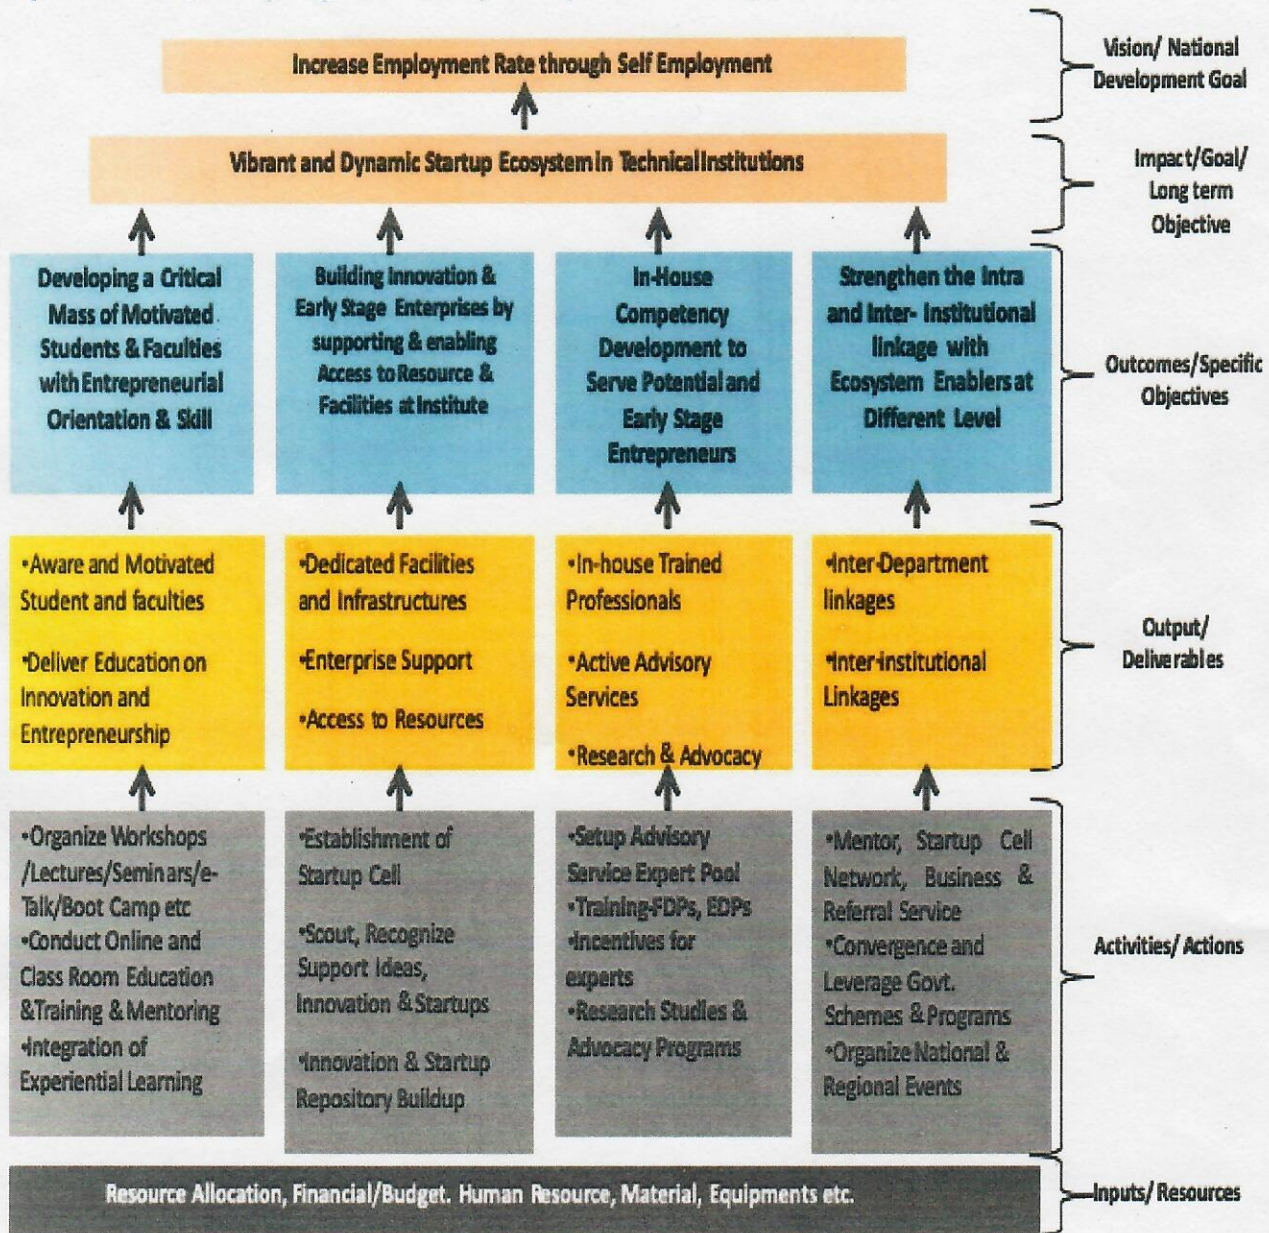 Increase Employment Rate through Self Employment
Vision/ National
Development Goal
Vibrant and Dynamic Startup Ecosystem in Technical Institutions
Impact/Goal/
Long term
Objective
Developing a Critical
Mass of Motivated
Students & Faculties
with Entrepreneurial
Orientation & Skill
Building Innovation &
Early Stage Enterprises by
supporting & enabling
Access to Resource &
Facilities at Institute
In-House
Competency
Development to
Serve Potential and
Early Stage
Entrepreneurs
Strengthen the Intra
and Inter- Institutional
linkage with
Ecosystem Enablers at
Different Level
Outcomes/Specific
Objectives
•Aware and Motivated
Student and faculties
•Deliver Education on
Innovation and
Entrepreneurship
•Dedicated Facilities
and Infrastructures
•Enterprise Support
•Access to Resources
•In-house Trained
Professionals
•Active Advisory
Services
•Research & Advocacy
•Inter-Department
linkages
•Inter-institutional
Linkages
Output/
Deliverables
•Organize Workshops
/Lectures/Seminars/e-
Talk/Boot Camp etc
•Conduct Online and
Class Room Education
&Training & Mentoring
•Integration of
Experiential Learning
•Establishment of
Startup Cell
•Scout, Recognize
Support Ideas,
Innovation & Startups
•Innovation & Startup
Repository Buildup
•Setup Advisory
Service Expert Pool
•Training-FDPs, EDPs
•Incentives for
experts
•Research Studies &
Advocacy Programs
•Mentor, Startup Cell
Network, Business &
Referral Service
•Convergence and
Leverage Govt.
Schemes & Programs
•Organize National &
Regional Events
Activities/ Actions
Resource Allocation, Financial/Budget. Human Resource, Material, Equipments etc.
Inputs/ Resources